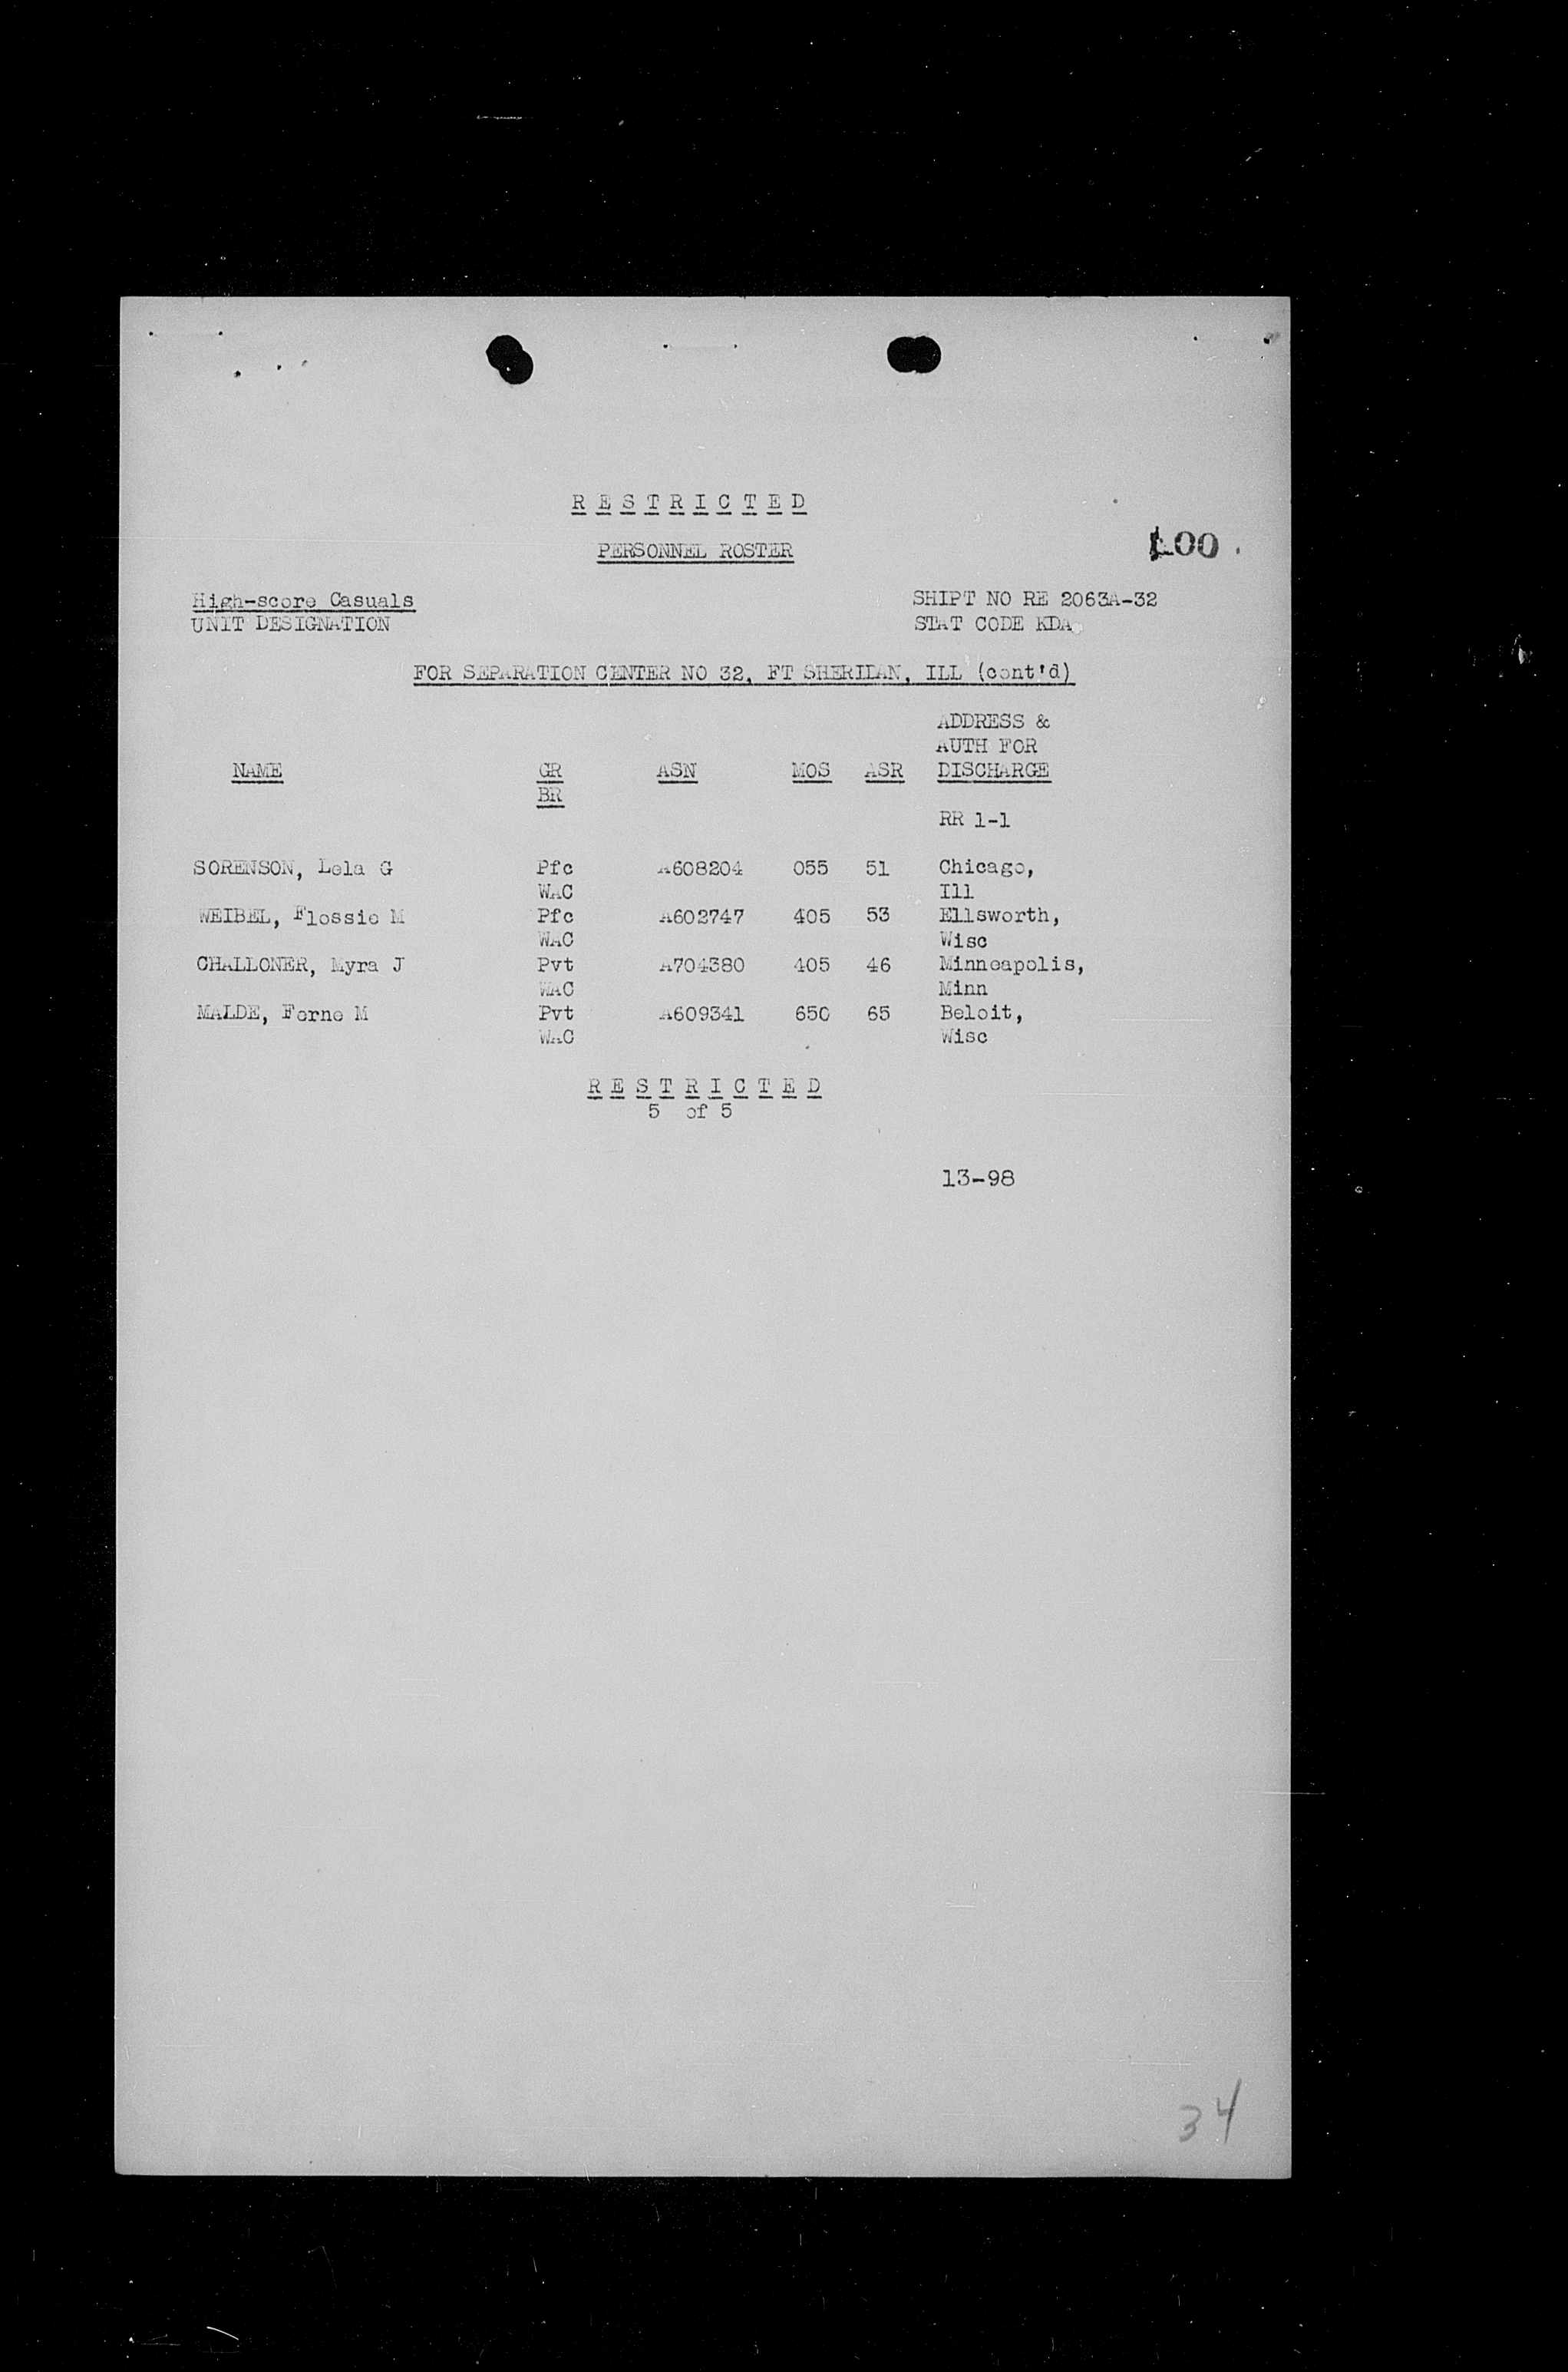 R E S T R I C T E D
PERSONNEL ROSTER
100
High-score Casuals
UNIT DESIGNATION
SHIPT NO RE 2063A-32
STAT CODE KDA
FOR SEPARATION CENTER NO 32, FT SHERIDAN, ILL (cont'd)
ADDRESS &
AUTH FOR
NAME GR ASN MOS ASR DISCHARGE
BR
RR 1-1
SORENSON, Lela G Pfc A608204 055 51 Chicago,
WAC Ill
WEIBEL, Flossie M Pfc A602747 405 53 Ellsworth,
WAC Wisc
CHALLONER, Myra J Pvt A704380 405 46 Minneapolis,
WAC Minn
MALDE, Ferne M Pvt A609341 650 65 Beloit,
WAC Wisc
R E S T R I C T E D
5 of 5
13-98
34